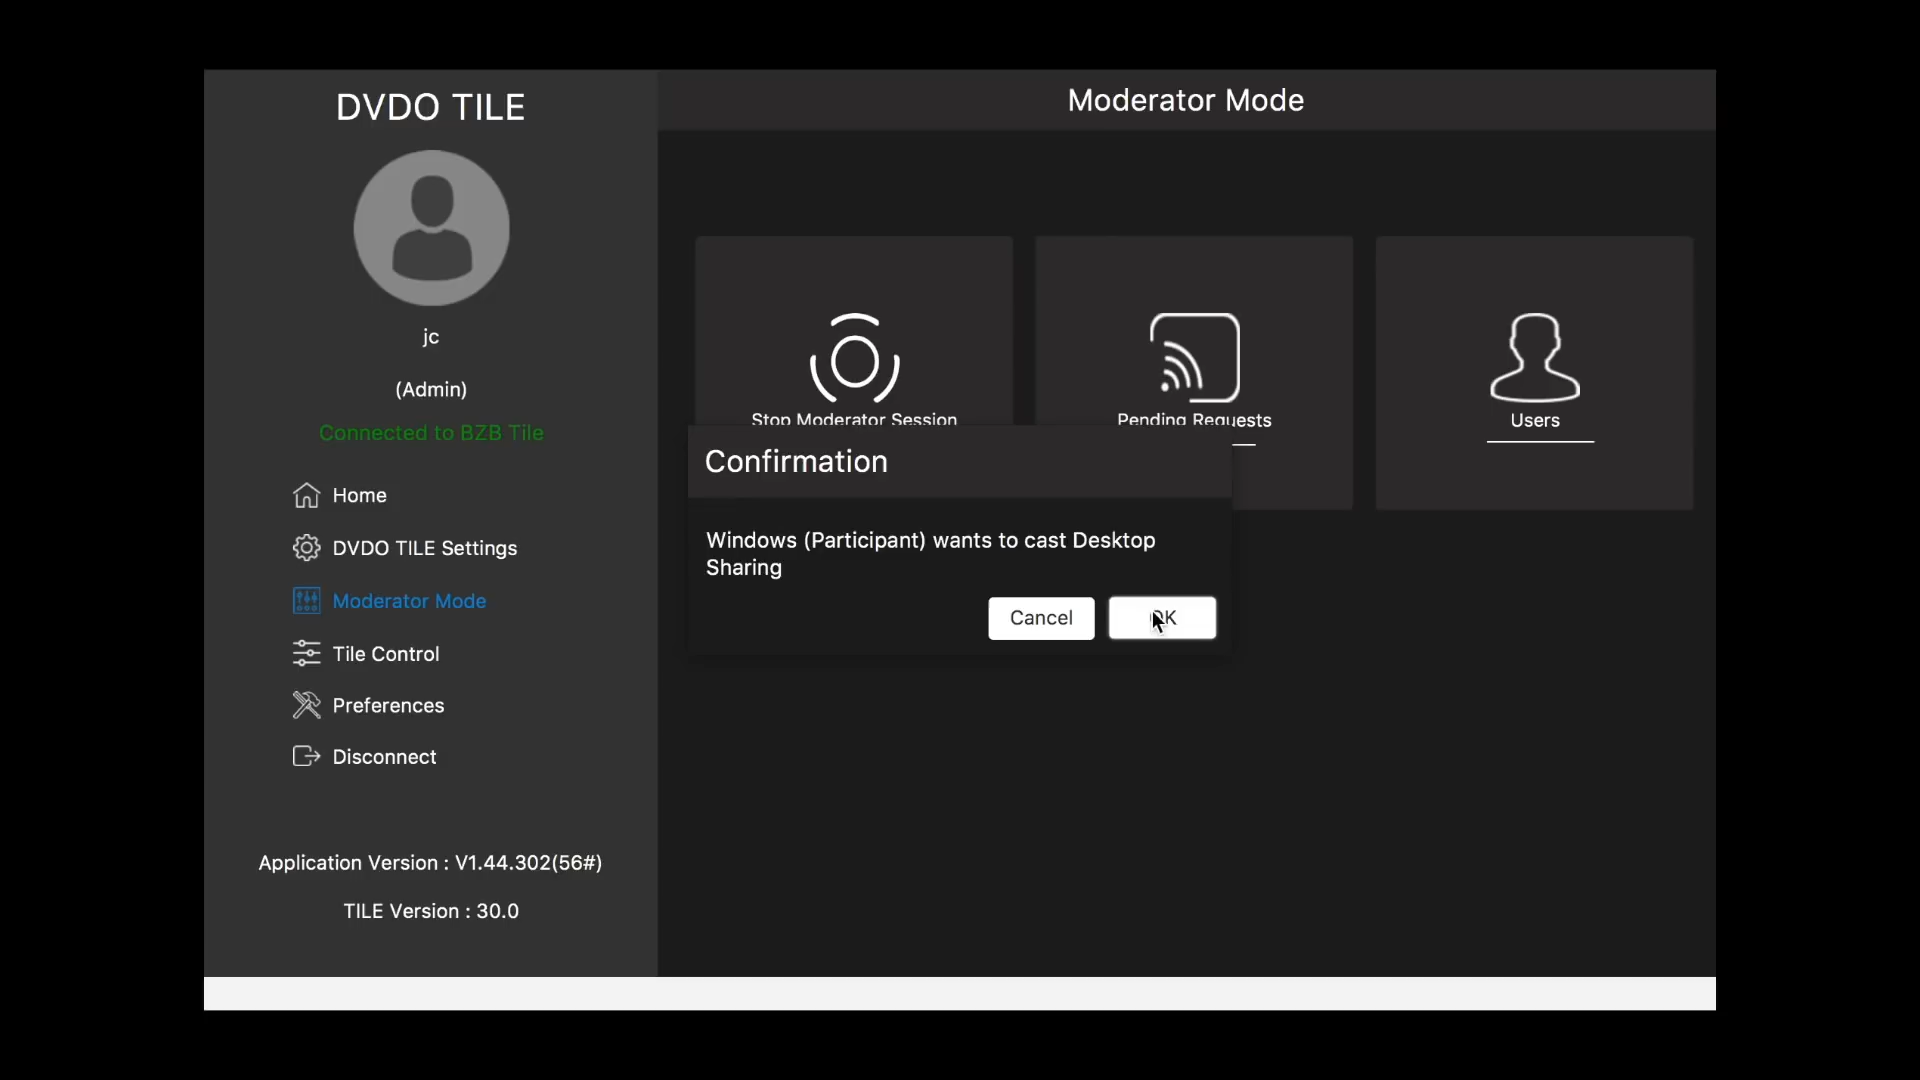 DVDO TILE
jc
(Admin)
Connected to BZB Tile
Home
DVDO TILE Settings
Moderator Mode
Tile Control
Preferences
Disconnect
Application Version : V1.44.302(56#)
TILE Version : 30.0
Moderator Mode
Stop Moderator Session
Pending Requests
Users
Confirmation
Windows (Participant) wants to cast Desktop
Sharing
Cancel
OK